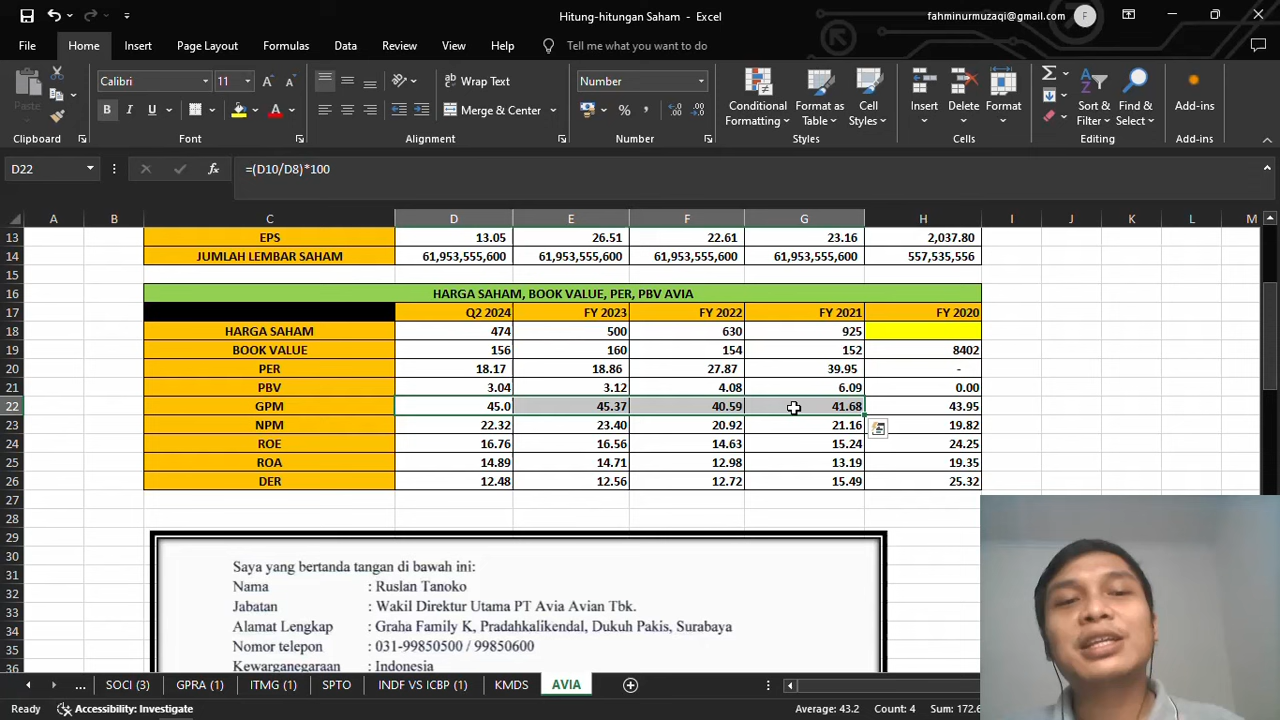 Hitung-hitungan Saham - Excel
fahminurmuzaqi@gmail.com F
File Home Insert Page Layout Formulas Data Review View Help Tell me what you want to do
Calibri 11 Wrap Text Number
Paste B I U Merge & Center Conditional Formatting Format as Table Cell Styles Insert Delete Format Sort & Filter Find & Select Add-ins
Clipboard Font Alignment Number Styles Cells Editing Add-ins
D22 fx =(D10/D8)*100
A B C D E F G H I J K L M
13 EPS 13.05 26.51 22.61 23.16 2,037.80
14 JUMLAH LEMBAR SAHAM 61,953,555,600 61,953,555,600 61,953,555,600 61,953,555,600 557,535,556
15
16 HARGA SAHAM, BOOK VALUE, PER, PBV AVIA
17 Q2 2024 FY 2023 FY 2022 FY 2021 FY 2020
18 HARGA SAHAM 474 500 630 925
19 BOOK VALUE 156 160 154 152 8402
20 PER 18.17 18.86 27.87 39.95 -
21 PBV 3.04 3.12 4.08 6.09 0.00
22 GPM 45.0 45.37 40.59 41.68 43.95
23 NPM 22.32 23.40 20.92 21.16 19.82
24 ROE 16.76 16.56 14.63 15.24 24.25
25 ROA 14.89 14.71 12.98 13.19 19.35
26 DER 12.48 12.56 12.72 15.49 25.32
27
28
29
30 Saya yang bertanda tangan di bawah ini:
31 Nama : Ruslan Tanoko
32 Jabatan : Wakil Direktur Utama PT Avia Avian Tbk.
33 Alamat Lengkap : Graha Family K, Pradahkalikendal, Dukuh Pakis, Surabaya
34 Nomor telepon : 031-99850500 / 99850600
35 Kewarganegaraan : Indonesia
36
... SOCI (3) GPRA (1) ITMG (1) SPTO INDF VS ICBP (1) KMDS AVIA
Ready Accessibility: Investigate Average: 43.2 Count: 4 Sum: 172.6